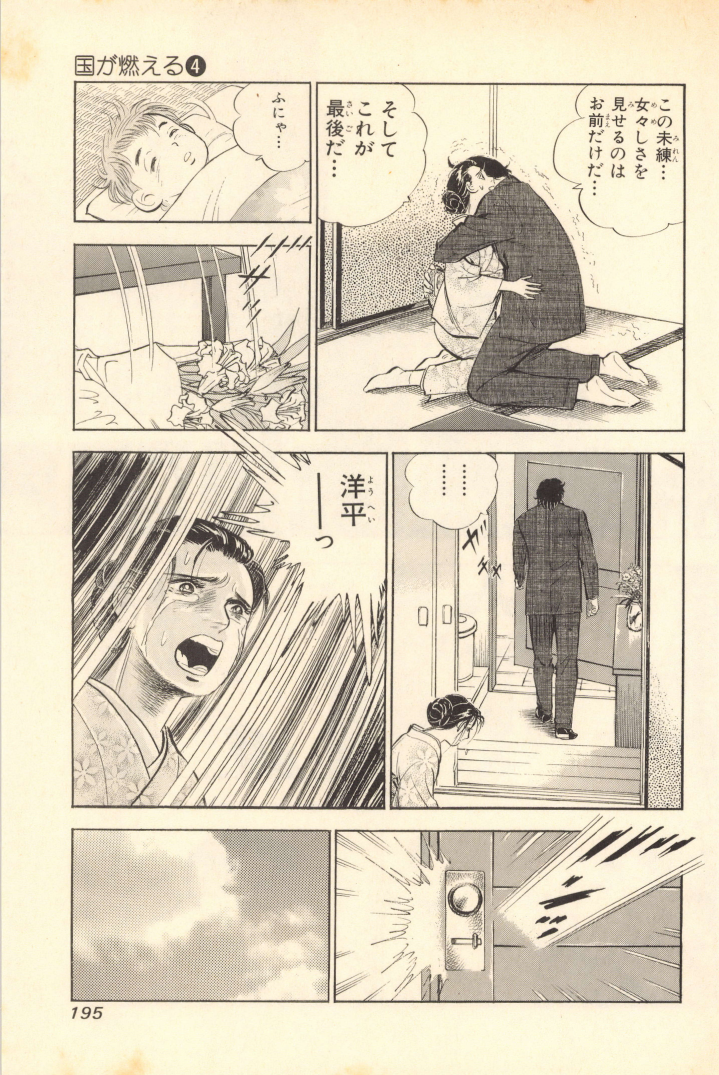 国が燃える❹
この未練…
女々しさを
見せるのは
お前だけだ…
そして
これが
最後だ…
ふにゃ…
……
……
洋平
ーっ
195